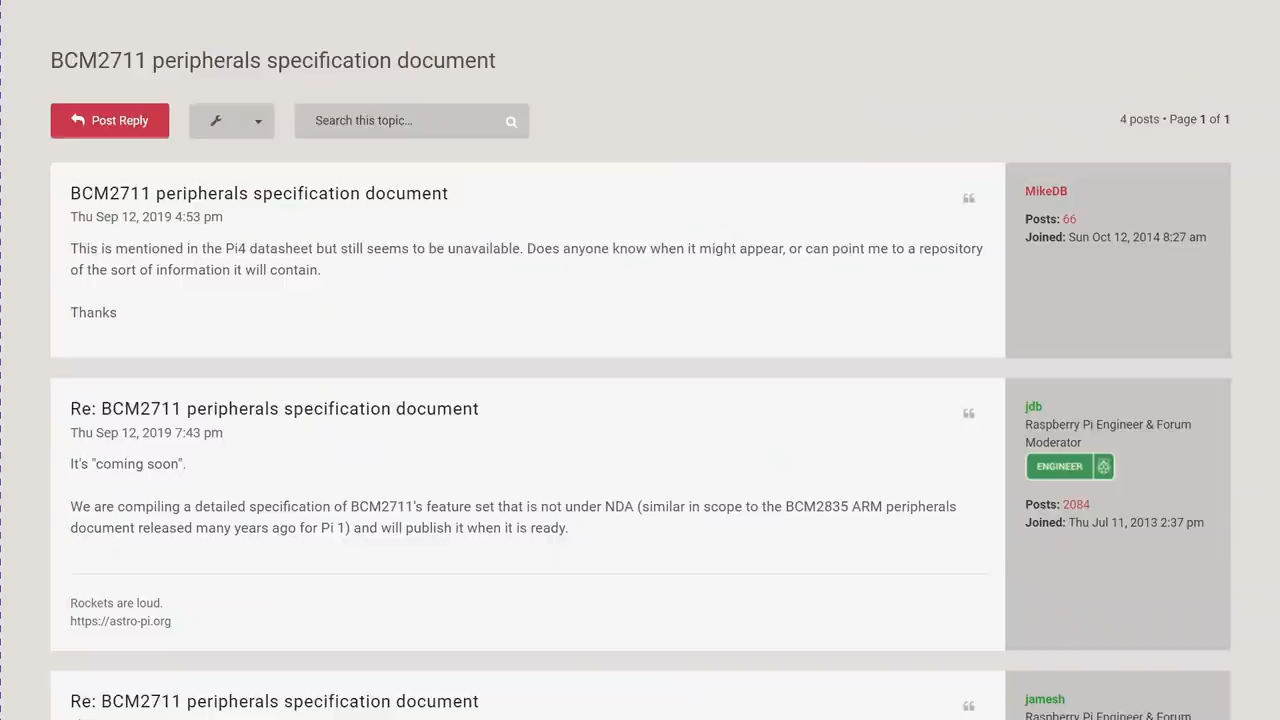 BCM2711 peripherals specification document
Post Reply
Search this topic...
4 posts • Page 1 of 1
BCM2711 peripherals specification document
Thu Sep 12, 2019 4:53 pm
This is mentioned in the Pi4 datasheet but still seems to be unavailable. Does anyone know when it might appear, or can point me to a repository
of the sort of information it will contain.
Thanks
MikeDB
Posts: 66
Joined: Sun Oct 12, 2014 8:27 am
Re: BCM2711 peripherals specification document
Thu Sep 12, 2019 7:43 pm
It's "coming soon".
We are compiling a detailed specification of BCM2711's feature set that is not under NDA (similar in scope to the BCM2835 ARM peripherals
document released many years ago for Pi 1) and will publish it when it is ready.
Rockets are loud.
https://astro-pi.org
jdb
Raspberry Pi Engineer & Forum
Moderator
ENGINEER
Posts: 2084
Joined: Thu Jul 11, 2013 2:37 pm
Re: BCM2711 peripherals specification document
jamesh
Raspberry Pi Engineer & Forum